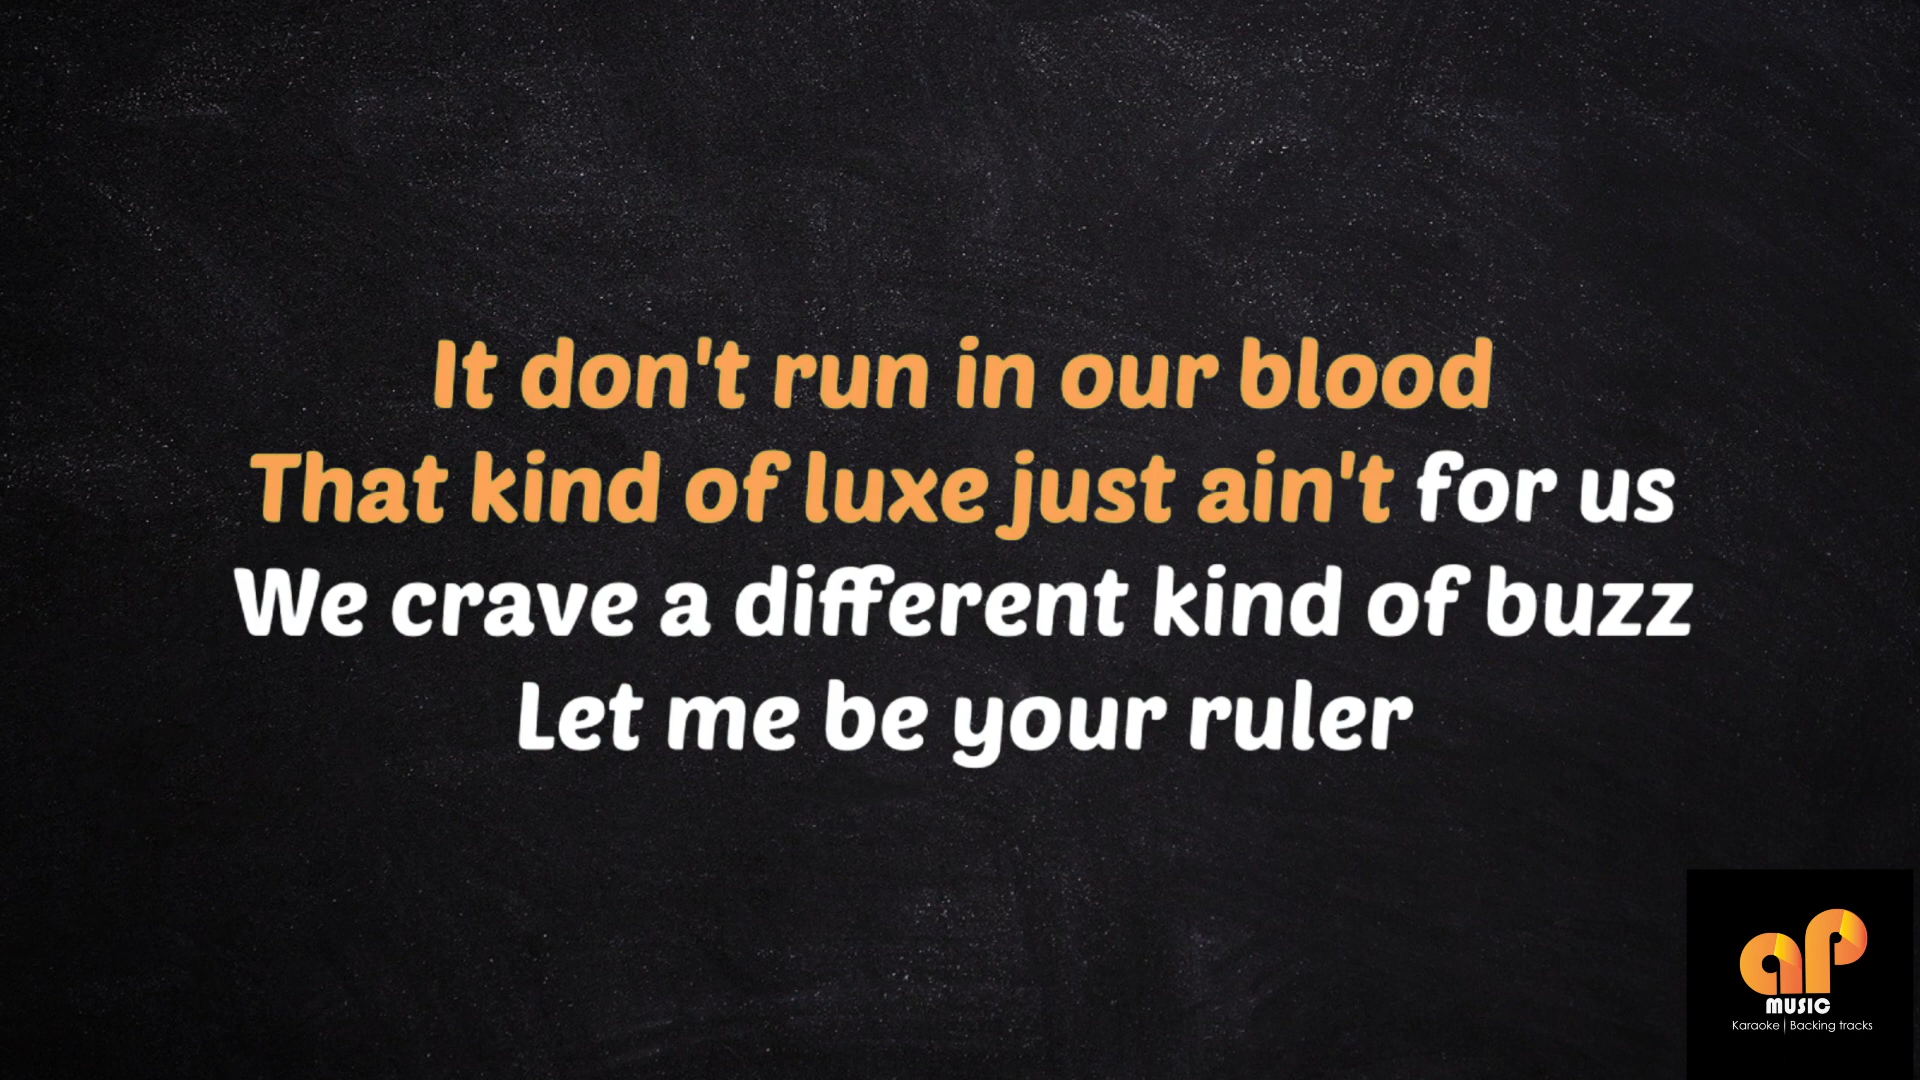 It don't run in our blood
That kind of luxe just ain't for us
We crave a different kind of buzz
Let me be your ruler
ap
MUSIC
Karaoke | Backing tracks